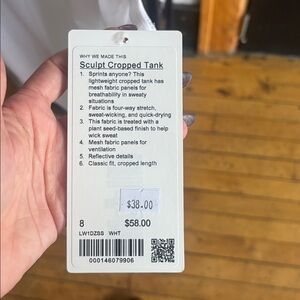 WHY WE MADE THIS
Sculpt Cropped Tank
1. Sprints anyone? This
lightweight cropped tank has
mesh fabric panels for
breathability in sweaty
situations
2. Fabric is four-way stretch,
sweat-wicking, and quick-drying
3. This fabric is treated with a
plant seed-based finish to help
wick sweat
4. Mesh fabric panels for
ventilation
5. Reflective details
6. Classic fit, cropped length
$38.00
8 $58.00
LW1DZBS WHT
000146079906